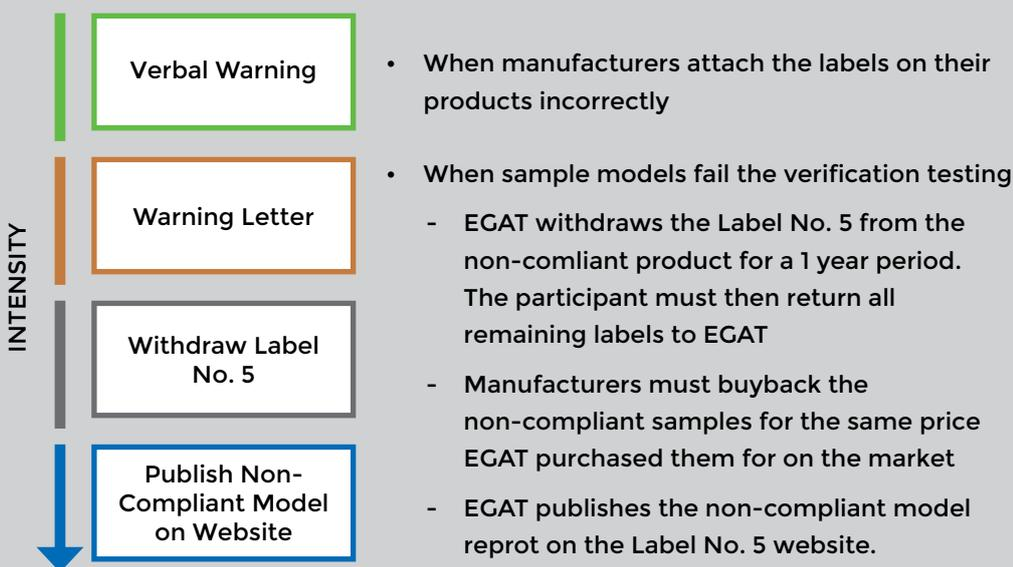 INTENSITY
Verbal Warning
• When manufacturers attach the labels on their
products incorrectly
Warning Letter
• When sample models fail the verification testing
- EGAT withdraws the Label No. 5 from the
non-comliant product for a 1 year period.
The participant must then return all
remaining labels to EGAT
Withdraw Label
No. 5
- Manufacturers must buyback the
non-compliant samples for the same price
EGAT purchased them for on the market
Publish Non-
Compliant Model
on Website
- EGAT publishes the non-compliant model
reprot on the Label No. 5 website.